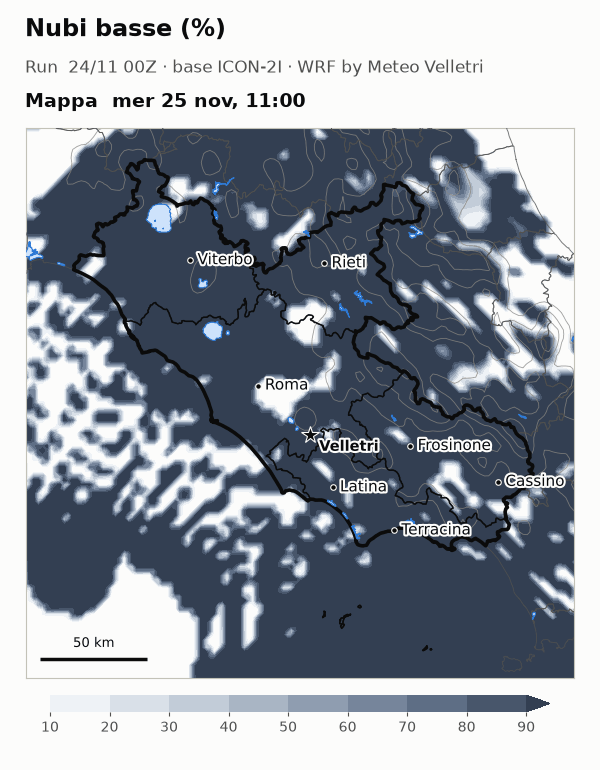 Nubi basse (%)
Run  24/11 00Z · base ICON-2I · WRF by Meteo Velletri
Mappa  mer 25 nov, 11:00
Viterbo
Rieti
Roma
Velletri
Frosinone
Cassino
Latina
Terracina
50 km
10 20 30 40 50 60 70 80 90